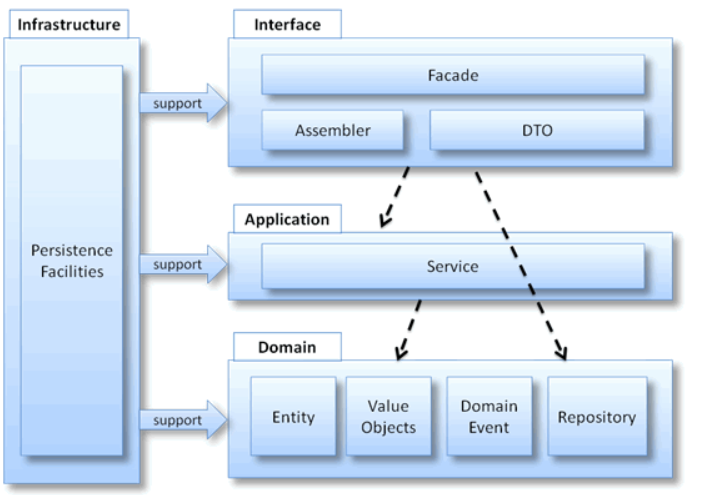 Infrastructure
Interface
Facade
support
Assembler
DTO
Application
Persistence
Facilities
support
Service
Domain
Entity
Value
Objects
Domain
Event
Repository
support